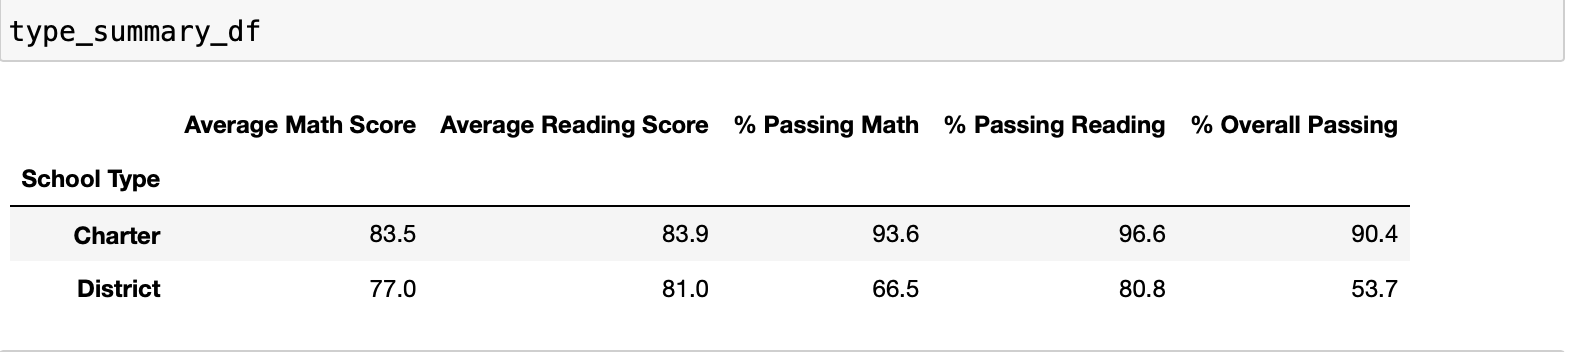 type_summary_df
Average Math Score Average Reading Score % Passing Math % Passing Reading % Overall Passing
School Type
Charter 83.5 83.9 93.6 96.6 90.4
District 77.0 81.0 66.5 80.8 53.7